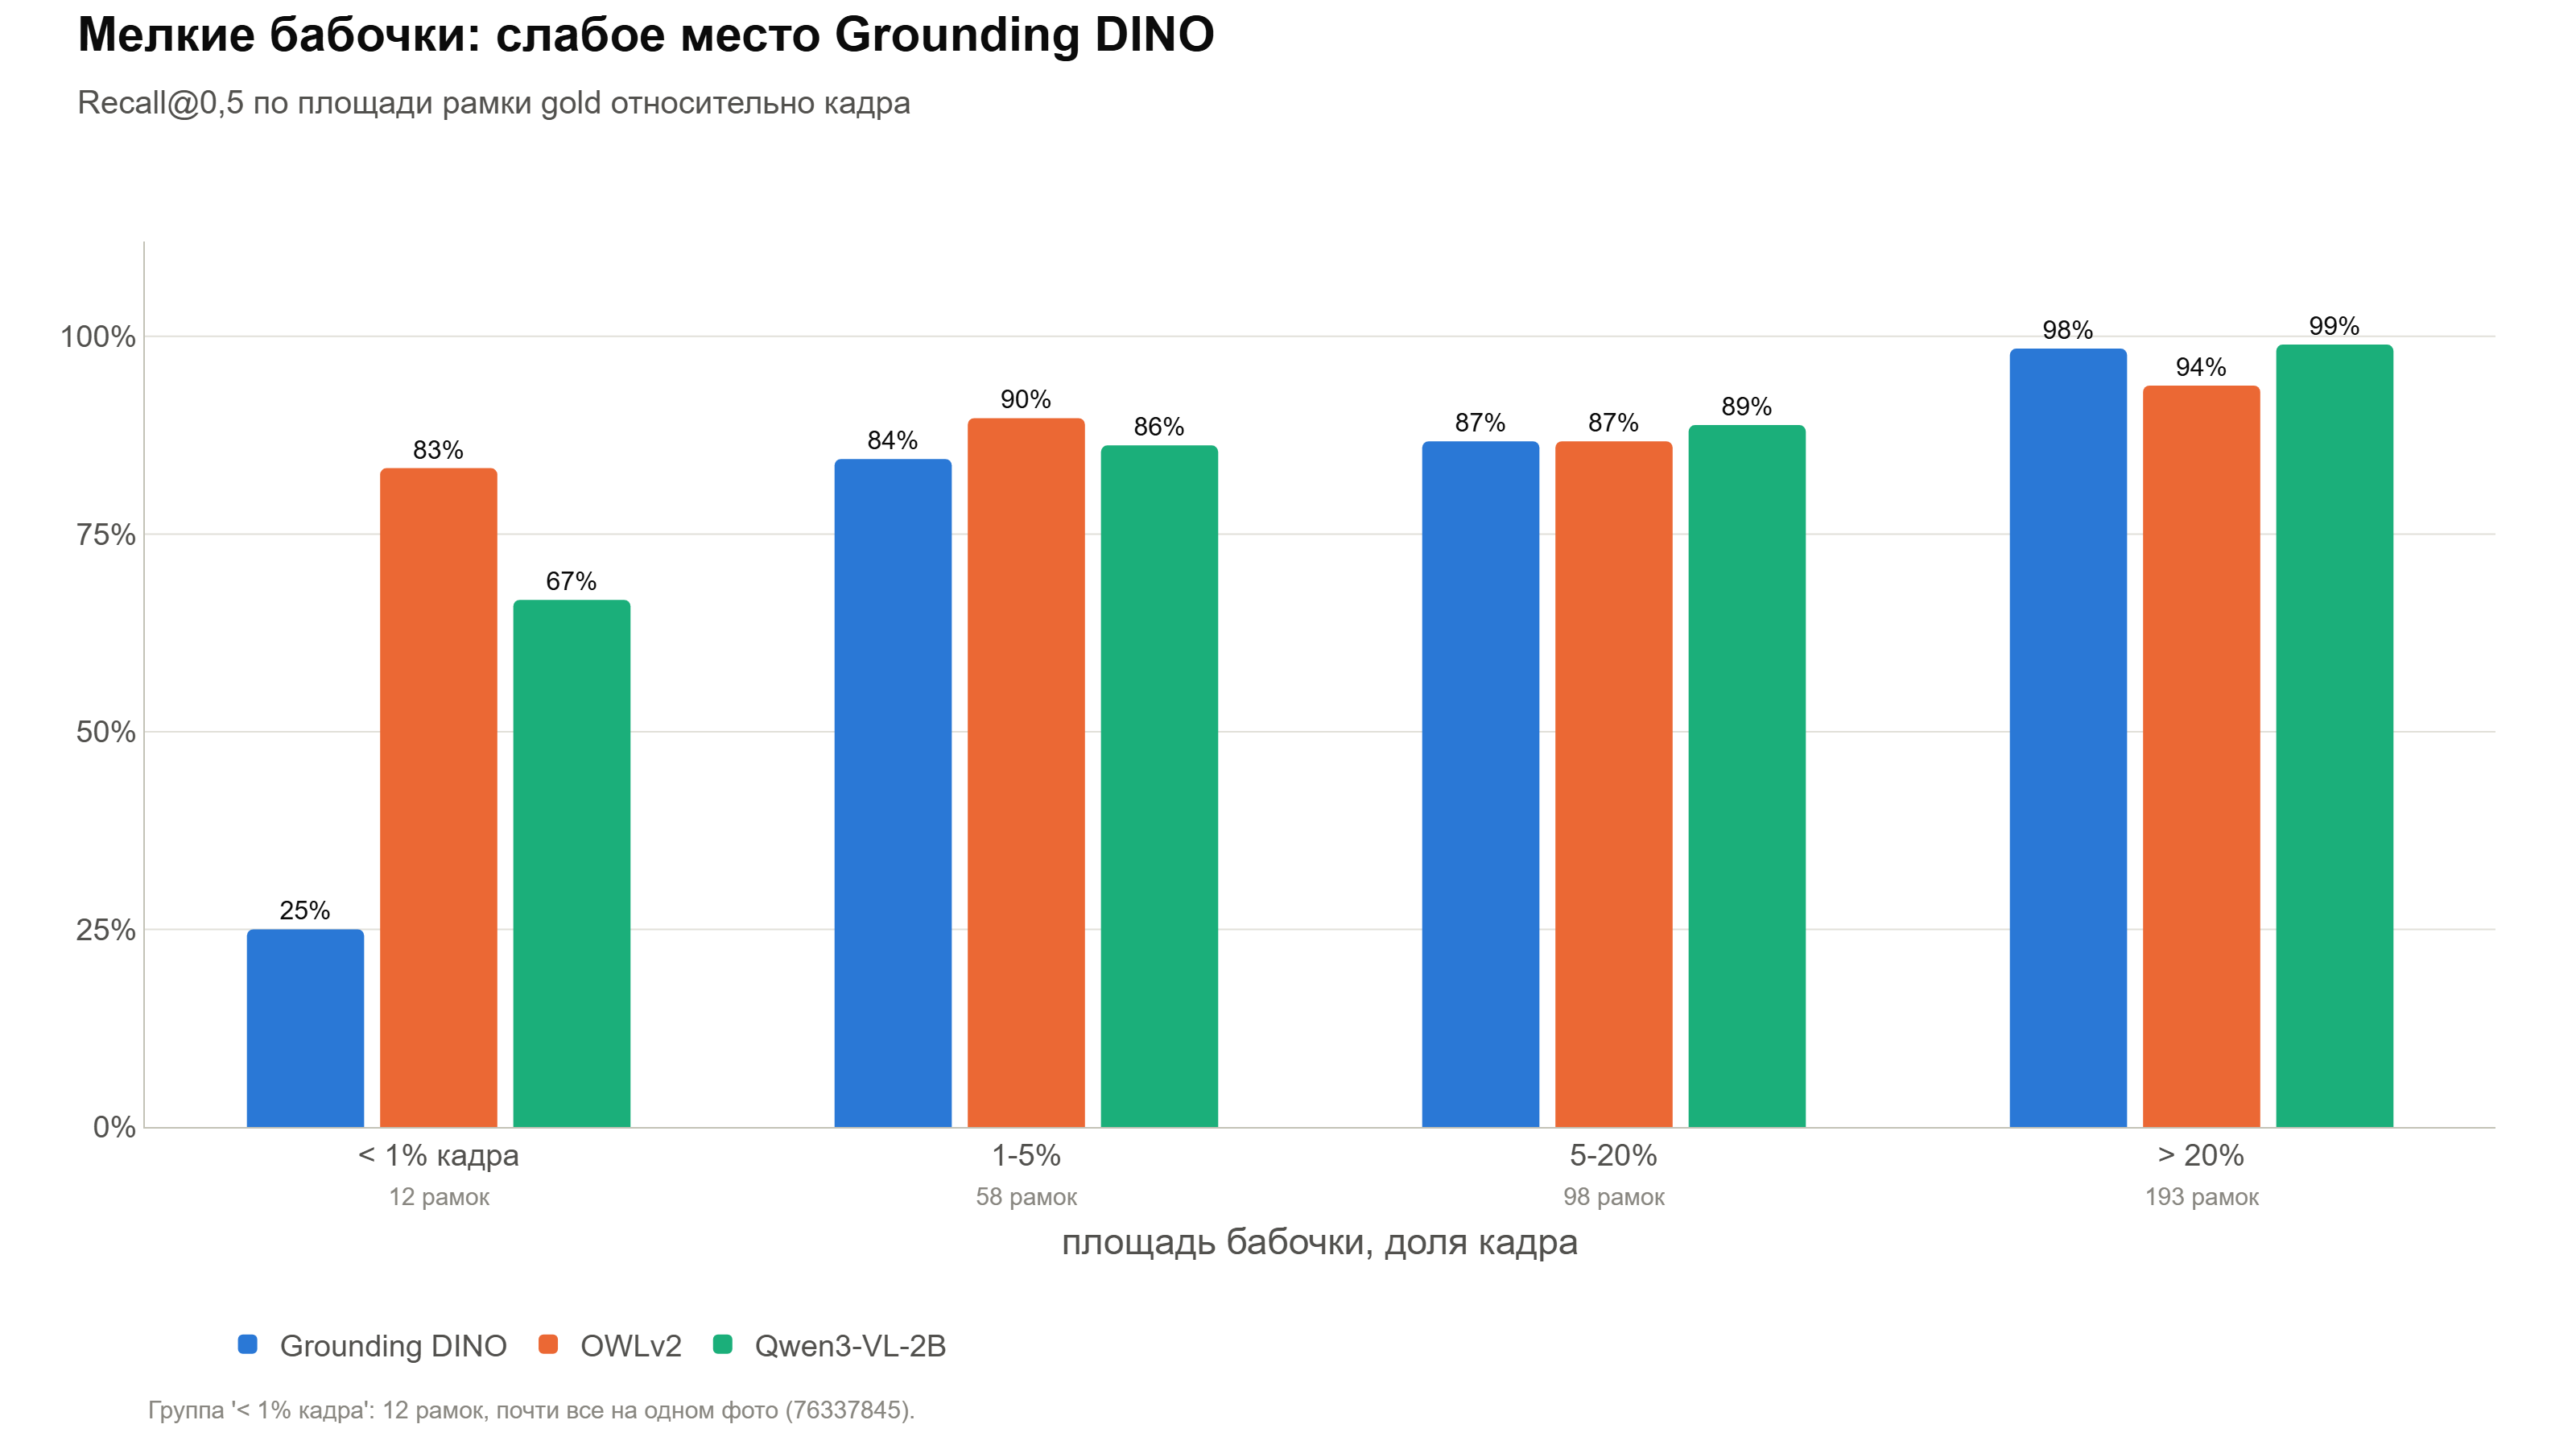 Мелкие бабочки: слабое место Grounding DINO
Recall@0,5 по площади рамки gold относительно кадра
100%
75%
50%
25%
0%
25%
83%
67%
84%
90%
86%
87%
87%
89%
98%
94%
99%
< 1% кадра
12 рамок
1-5%
58 рамок
5-20%
98 рамок
> 20%
193 рамок
площадь бабочки, доля кадра
Grounding DINO
OWLv2
Qwen3-VL-2B
Группа '< 1% кадра': 12 рамок, почти все на одном фото (76337845).